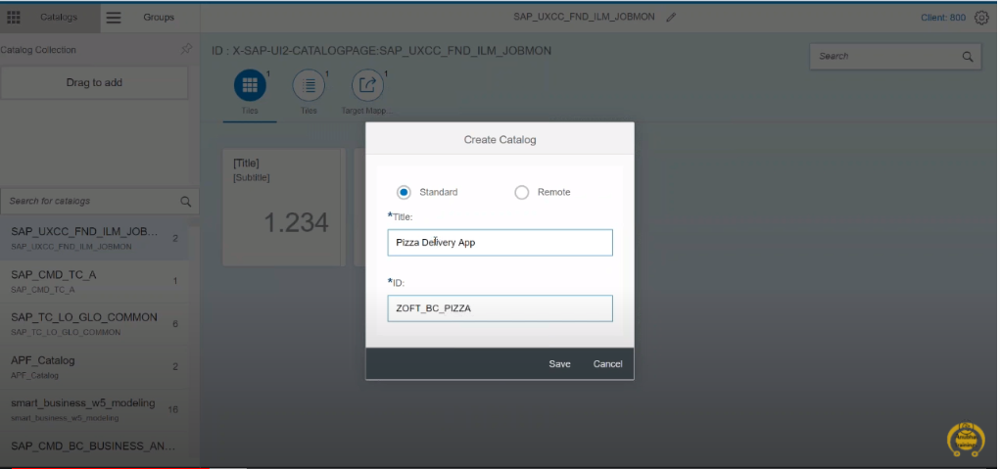 Catalogs
Groups
SAP_UXCC_FND_ILM_JOBMON
Client: 800
Catalog Collection
Drag to add
Search for catalogs
SAP_UXCC_FND_ILM_JOB... 2
SAP_UXCC_FND_ILM_JOBMON
SAP_CMD_TC_A 1
SAP_CMD_TC_A
SAP_TC_LO_GLO_COMMON 6
SAP_TC_LO_GLO_COMMON
APF_Catalog 2
APF_Catalog
smart_business_w5_modeling 16
smart_business_w5_modeling
SAP_CMD_BC_BUSINESS_AN...
ID : X-SAP-UI2-CATALOGPAGE:SAP_UXCC_FND_ILM_JOBMON
Search
1 1 1
Tiles Tiles Target Mapp...
[Title]
[Subtitle]
1.234
Create Catalog
Standard Remote
*Title:
Pizza Delivery App
*ID:
ZOFT_BC_PIZZA
Save Cancel